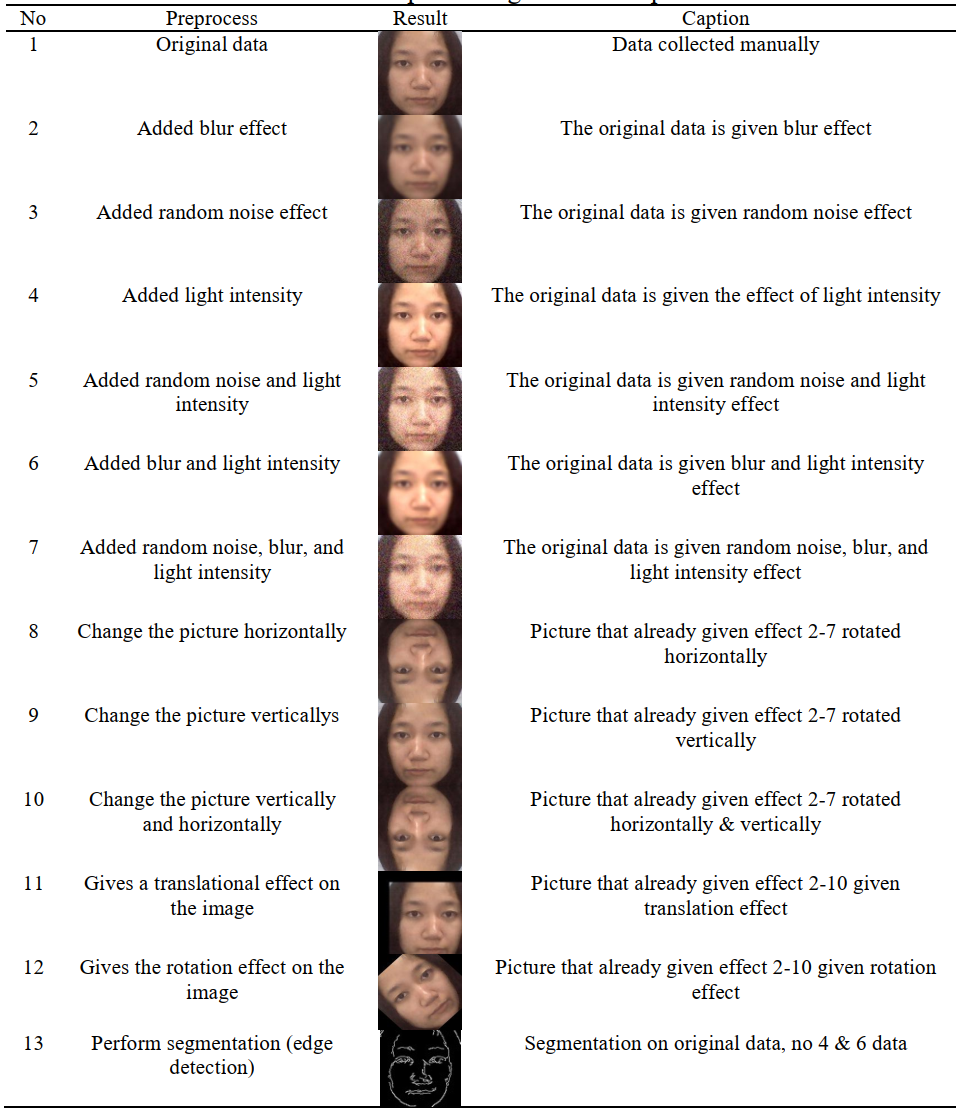 No Preprocess Result Caption
1 Original data Data collected manually
2 Added blur effect The original data is given blur effect
3 Added random noise effect The original data is given random noise effect
4 Added light intensity The original data is given the effect of light intensity
5 Added random noise and light The original data is given random noise and light
intensity intensity effect
6 Added blur and light intensity The original data is given blur and light intensity
effect
7 Added random noise, blur, and The original data is given random noise, blur, and
light intensity light intensity effect
8 Change the picture horizontally Picture that already given effect 2-7 rotated
horizontally
9 Change the picture verticallys Picture that already given effect 2-7 rotated
vertically
10 Change the picture vertically Picture that already given effect 2-7 rotated
and horizontally horizontally & vertically
11 Gives a translational effect on Picture that already given effect 2-10 given
the image translation effect
12 Gives the rotation effect on the Picture that already given effect 2-10 given rotation
image effect
13 Perform segmentation (edge Segmentation on original data, no 4 & 6 data
detection)